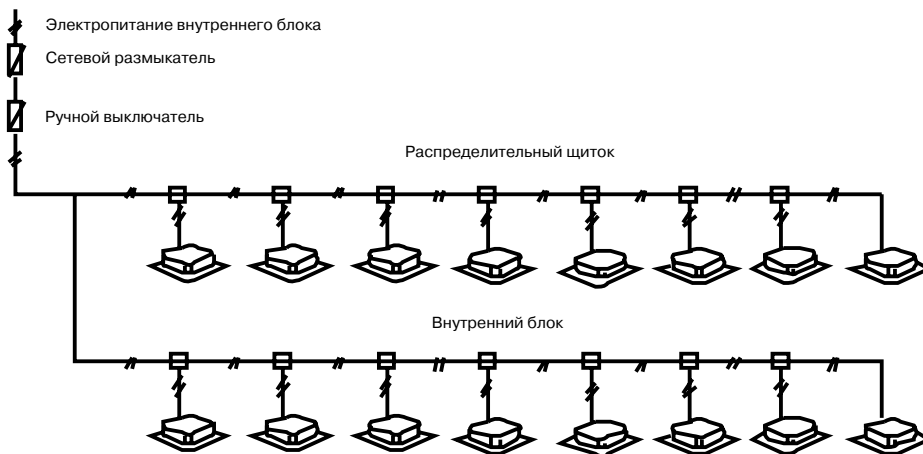 Электропитание внутреннего блока
Сетевой размыкатель
Ручной выключатель
Распределительный щиток
Внутренний блок